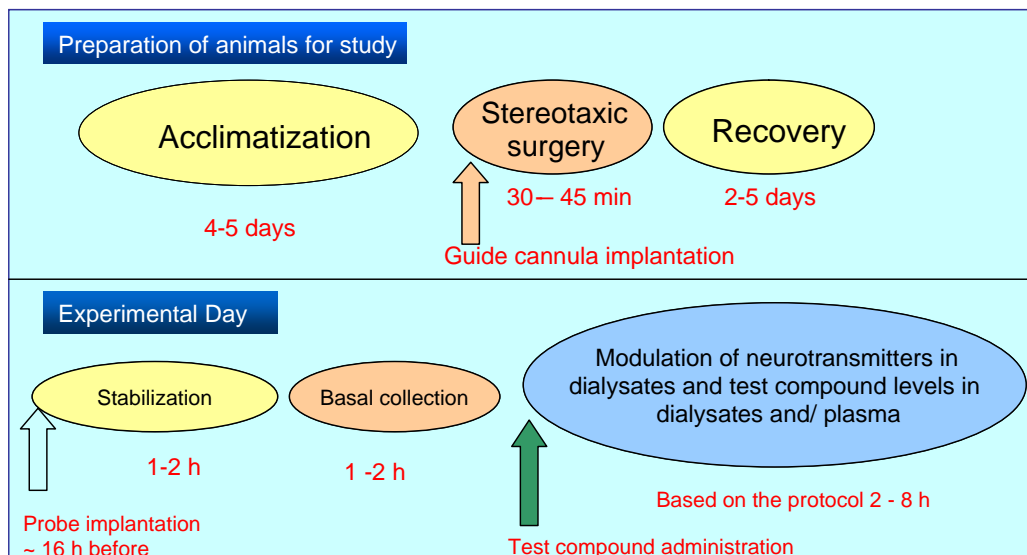 Preparation of animals for study
Acclimatization
4-5 days
Stereotaxic
surgery
30-– 45 min
Guide cannula implantation
Recovery
2-5 days
Experimental Day
Stabilization
1-2 h
Probe implantation
~ 16 h before
Basal collection
1 -2 h
Modulation of neurotransmitters in
dialysates and test compound levels in
dialysates and/ plasma
Based on the protocol 2 - 8 h
Test compound administration